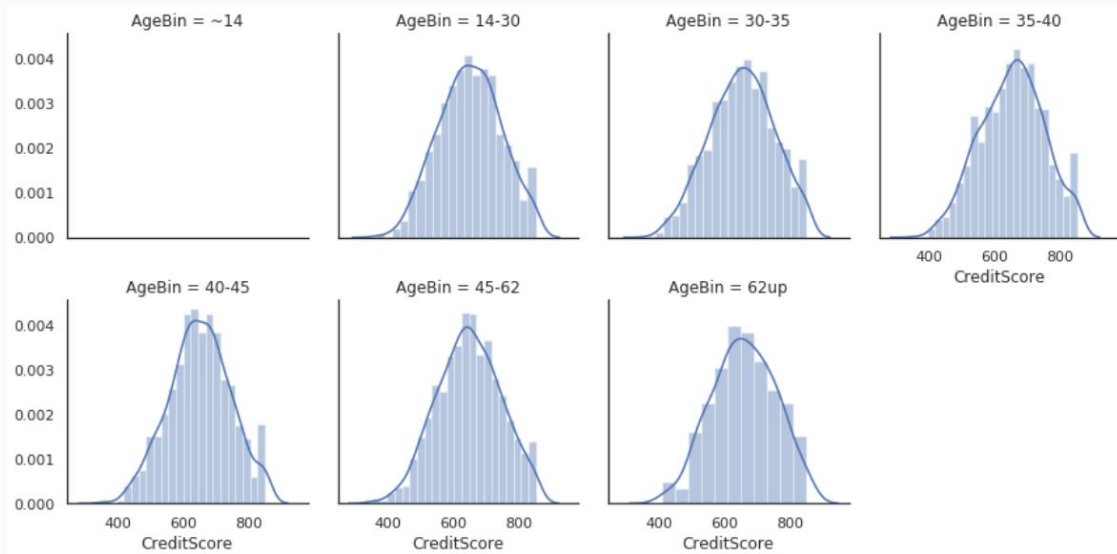 AgeBin = ~14
AgeBin = 14-30
AgeBin = 30-35
AgeBin = 35-40
0.004
0.003
0.002
0.001
0.000
400 600 800
CreditScore
AgeBin = 40-45
AgeBin = 45-62
AgeBin = 62up
0.004
0.003
0.002
0.001
0.000
400 600 800
400 600 800
400 600 800
CreditScore
CreditScore
CreditScore